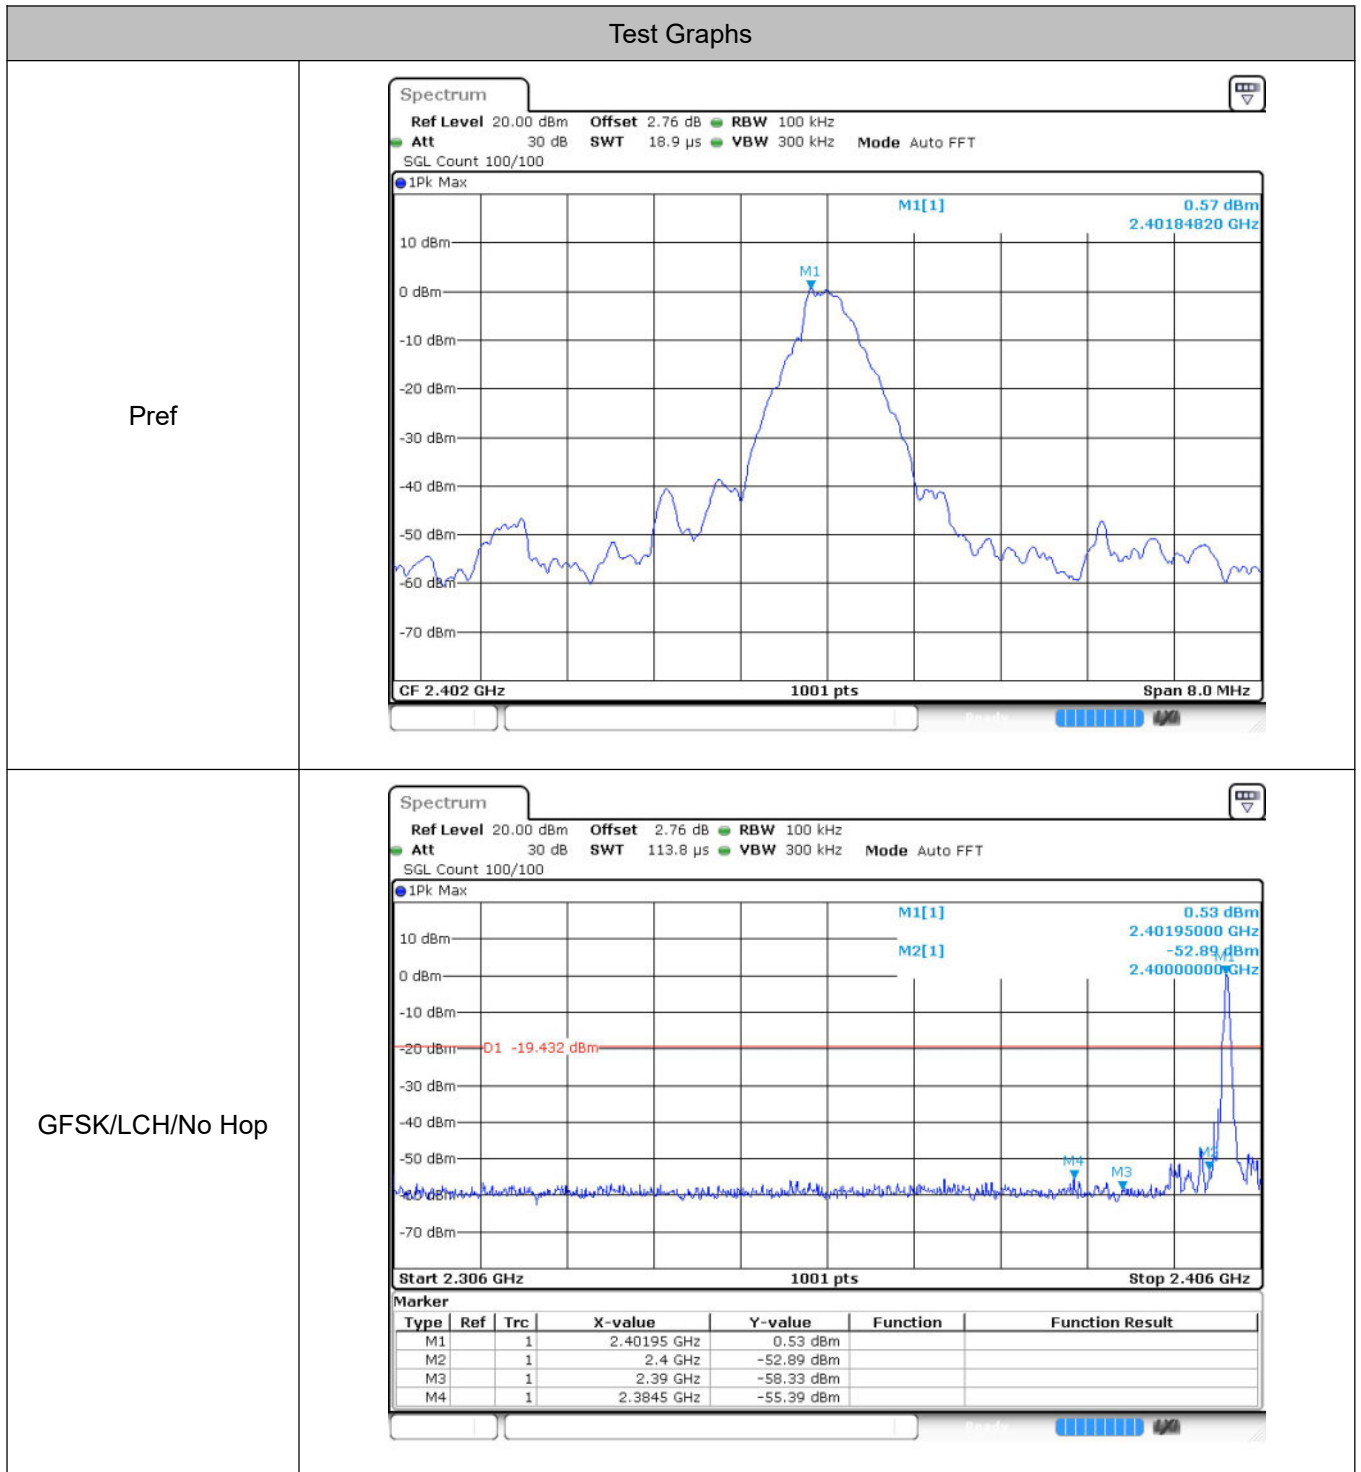 Test Graphs
Pref
Spectrum
Ref Level 20.00 dBm Offset 2.76 dB RBW 100 kHz
Att 30 dB SWT 18.9 µs VBW 300 kHz Mode Auto FFT
SGL Count 100/100
1Pk Max
M1[1] 0.57 dBm
2.40184820 GHz
10 dBm
M1
0 dBm
-10 dBm
-20 dBm
-30 dBm
-40 dBm
-50 dBm
-60 dBm
-70 dBm
CF 2.402 GHz 1001 pts Span 8.0 MHz
Ready
GFSK/LCH/No Hop
Spectrum
Ref Level 20.00 dBm Offset 2.76 dB RBW 100 kHz
Att 30 dB SWT 113.8 µs VBW 300 kHz Mode Auto FFT
SGL Count 100/100
1Pk Max
M1[1] 0.53 dBm
2.40195000 GHz
10 dBm
M2[1] -52.89 dBm
M1
0 dBm
2.40000000 GHz
-10 dBm
-20 dBm D1 -19.432 dBm
-30 dBm
-40 dBm
-50 dBm
M4 M3 M2
-60 dBm
-70 dBm
Start 2.306 GHz 1001 pts Stop 2.406 GHz
Marker
Type Ref Trc X-value Y-value Function Function Result
M1 1 2.40195 GHz 0.53 dBm
M2 1 2.4 GHz -52.89 dBm
M3 1 2.39 GHz -58.33 dBm
M4 1 2.3845 GHz -55.39 dBm
Ready